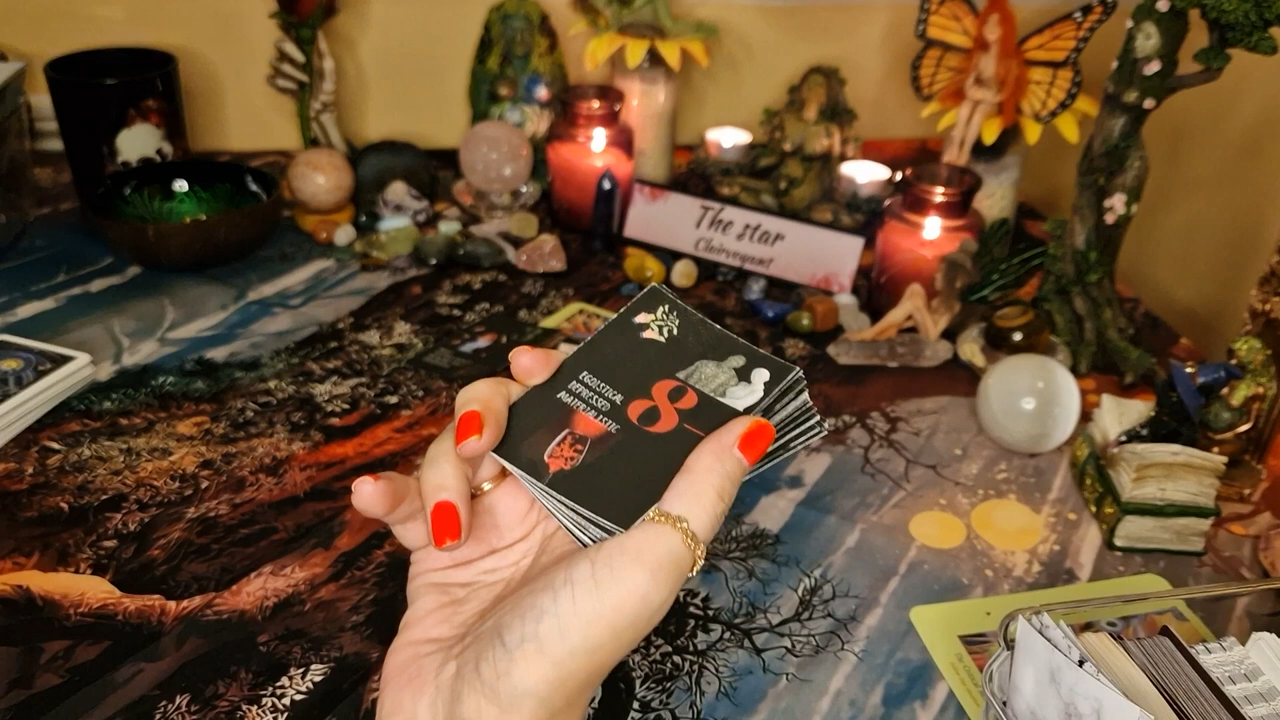 The star
Clairvoyant
EGOISTICAL
DEPRESSED
MATERIALISTIC
8-